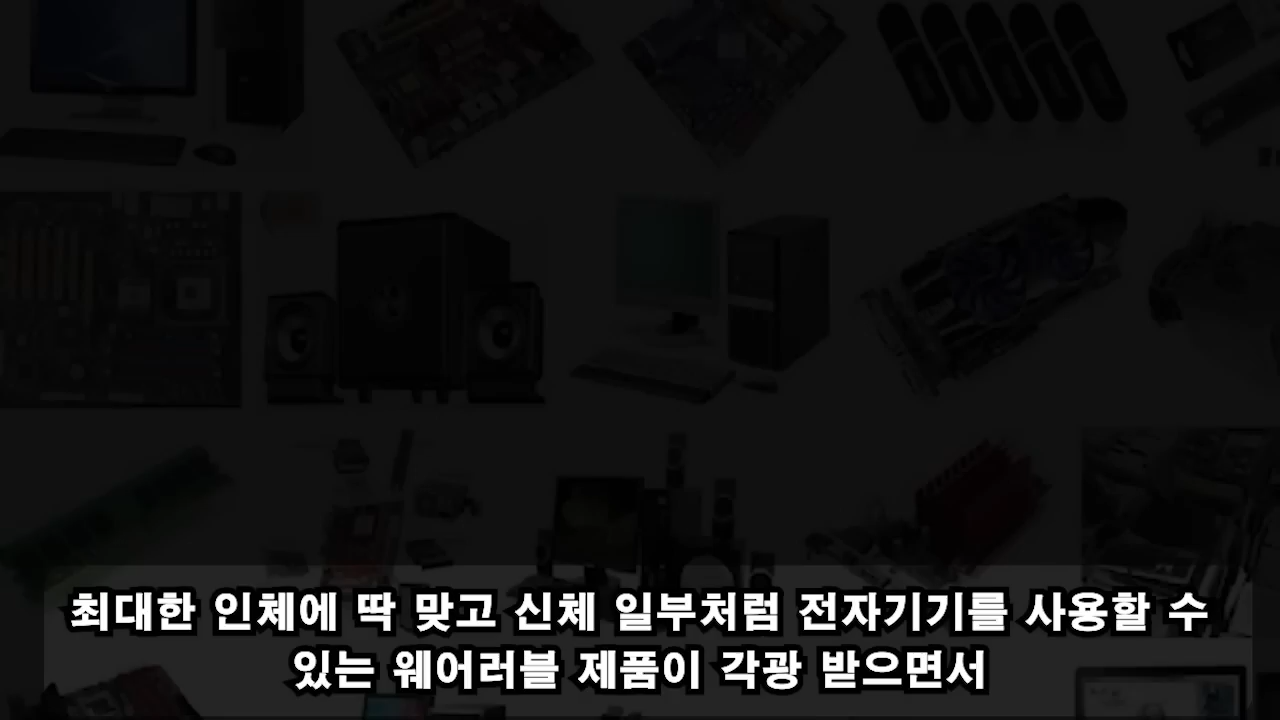 최대한 인체에 딱 맞고 신체 일부처럼 전자기기를 사용할 수
있는 웨어러블 제품이 각광 받으면서